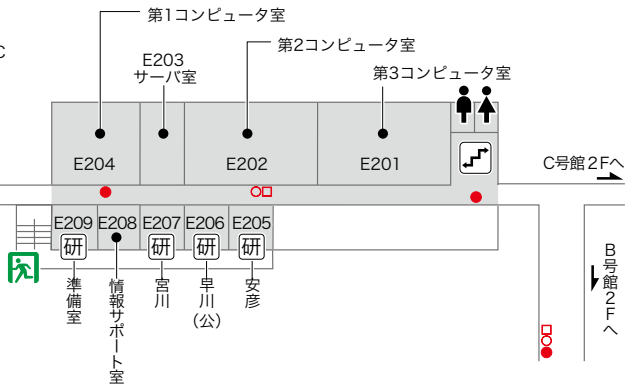 第1コンピュータ室
第2コンピュータ室
C
E203
サーバ室
第3コンピュータ室
E204
E202
E201
C号館2Fへ
E209
E208
E207
E206
E205
研
研
研
研
B号館2Fへ
準備室
情報サポート室
宮川
早川
（公）
安彦